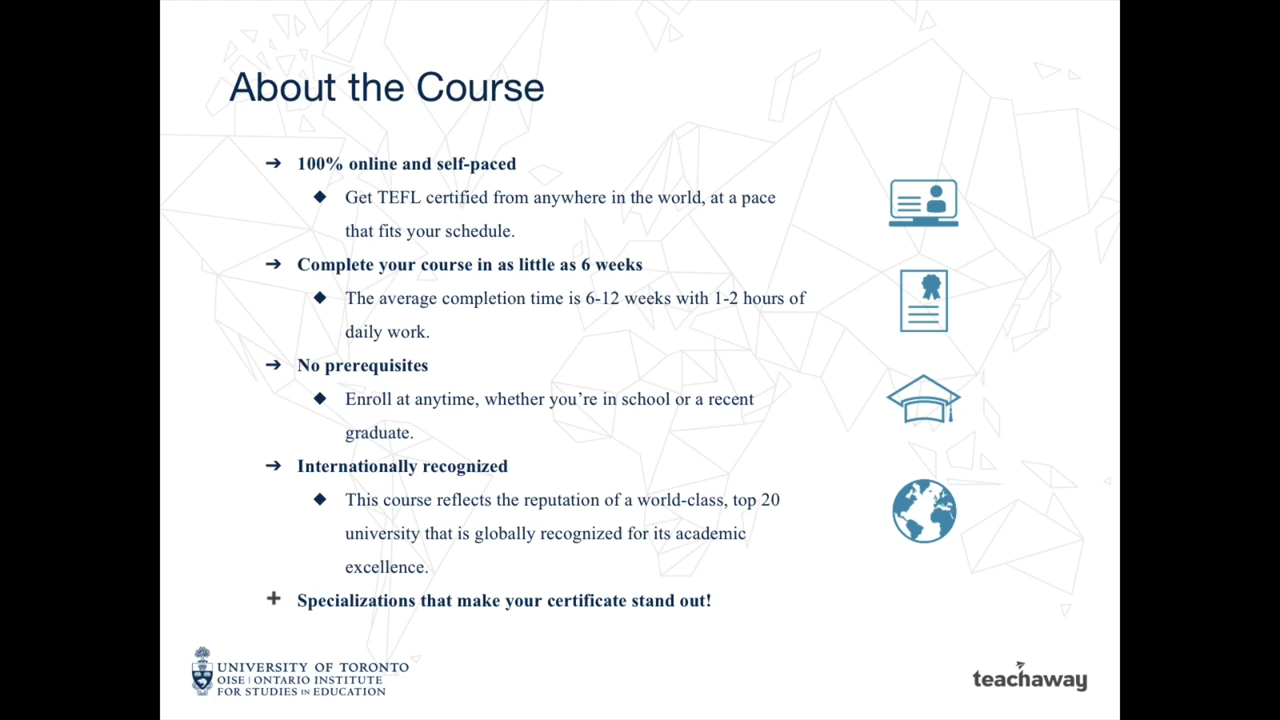 About the Course
➔ 100% online and self-paced
◆ Get TEFL certified from anywhere in the world, at a pace
that fits your schedule.
➔ Complete your course in as little as 6 weeks
◆ The average completion time is 6-12 weeks with 1-2 hours of
daily work.
➔ No prerequisites
◆ Enroll at anytime, whether you’re in school or a recent
graduate.
➔ Internationally recognized
◆ This course reflects the reputation of a world-class, top 20
university that is globally recognized for its academic
excellence.
+ Specializations that make your certificate stand out!
UNIVERSITY OF TORONTO
OISE | ONTARIO INSTITUTE
FOR STUDIES IN EDUCATION
teachaway